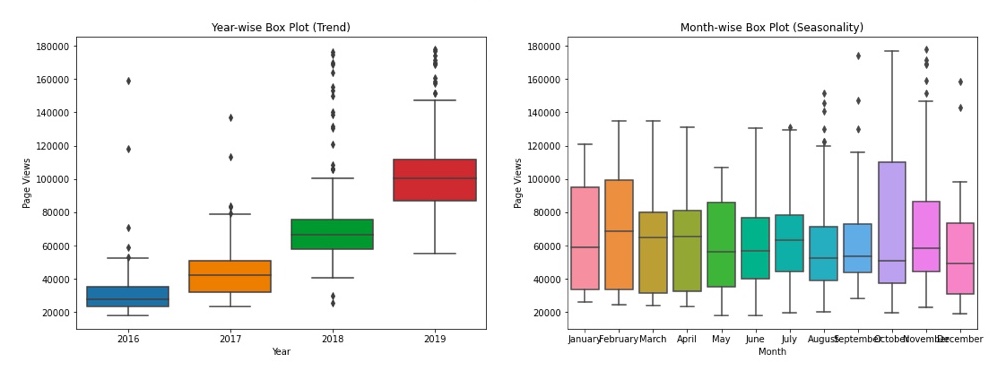 Year-wise Box Plot (Trend)
Page Views
180000
160000
140000
120000
100000
80000
60000
40000
20000
2016 2017 2018 2019
Year
Month-wise Box Plot (Seasonality)
Page Views
180000
160000
140000
120000
100000
80000
60000
40000
20000
January February March April May June July August September October November December
Month